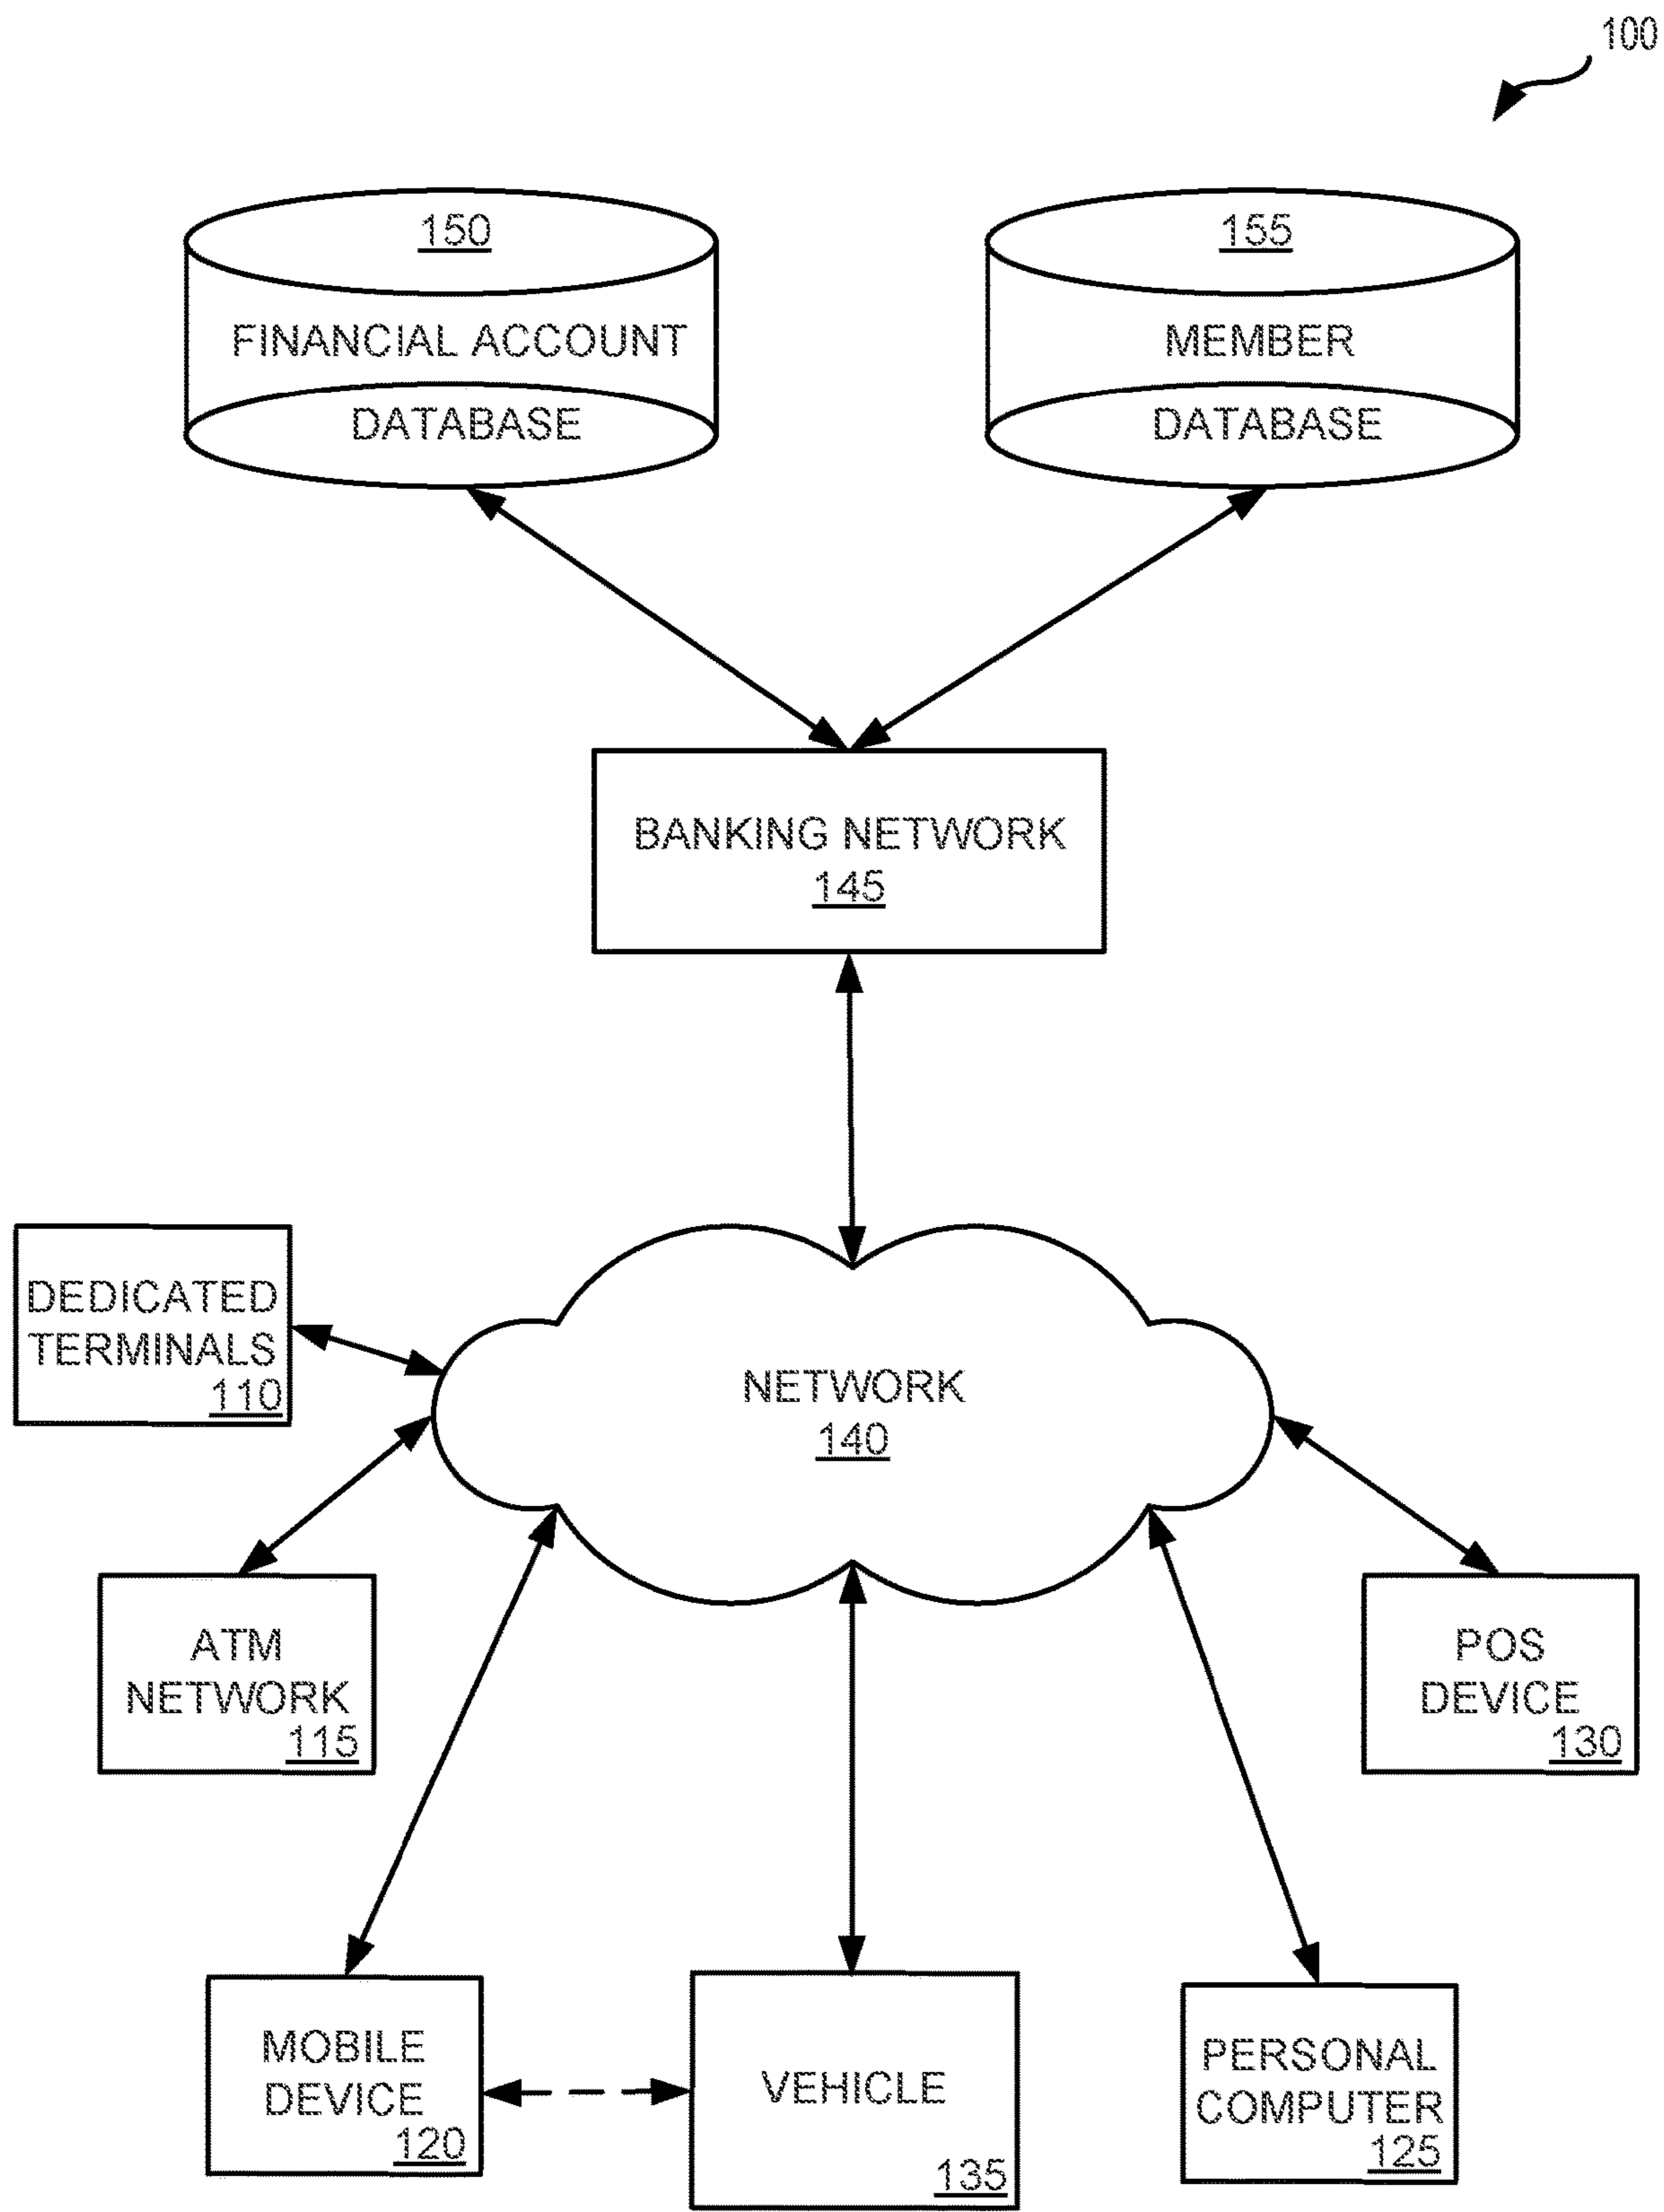 100
150
FINANCIAL ACCOUNT
DATABASE
155
MEMBER
DATABASE
BANKING NETWORK
145
DEDICATED
TERMINALS
110
NETWORK
140
ATM
NETWORK
115
POS
DEVICE
130
MOBILE
DEVICE
120
VEHICLE
135
PERSONAL
COMPUTER
125